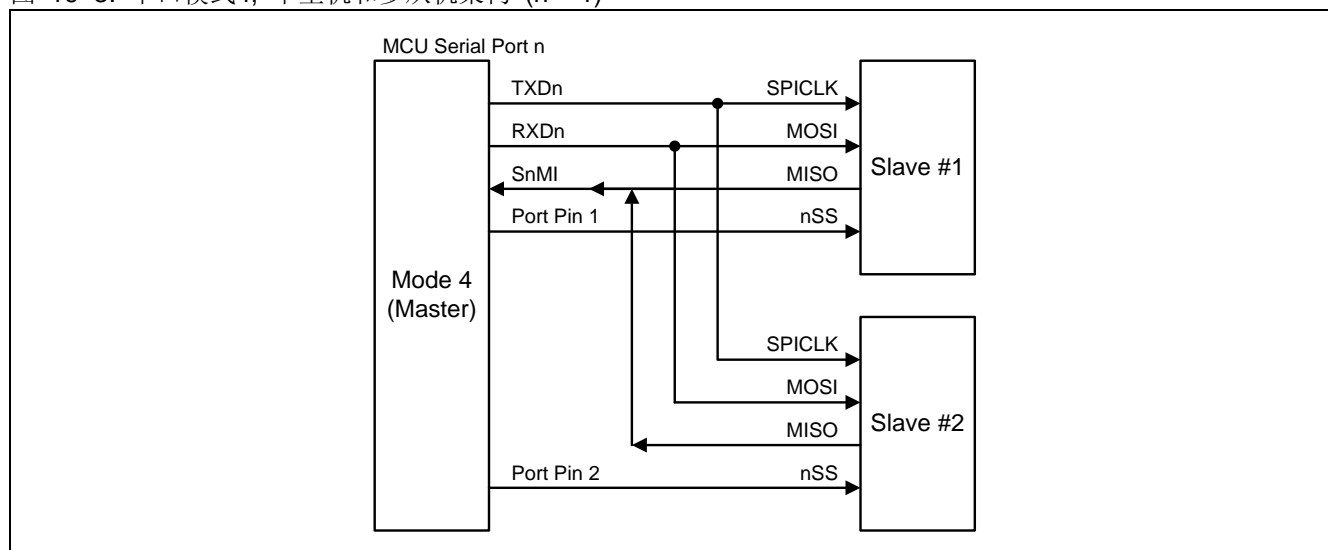 MCU Serial Port n
TXDn
SPICLK
RXDn
MOSI
SnMI
MISO
Port Pin 1
nSS
Slave #1
Mode 4
(Master)
SPICLK
MOSI
MISO
Slave #2
Port Pin 2
nSS